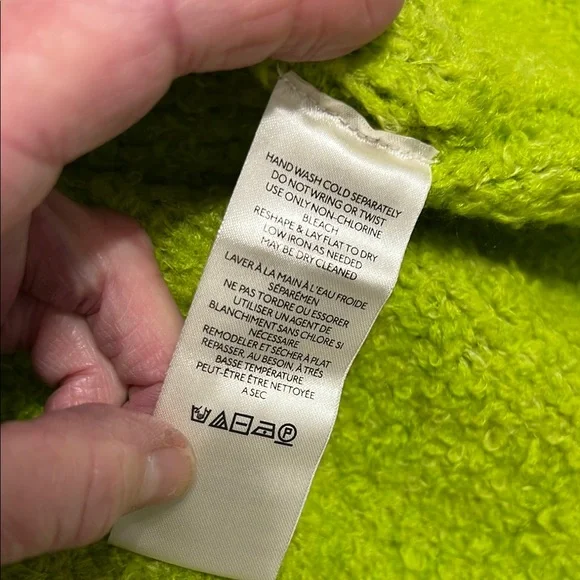 HAND WASH COLD SEPARATELY
DO NOT WRING OR TWIST
USE ONLY NON-CHLORINE
BLEACH
RESHAPE & LAY FLAT TO DRY
LOW IRON AS NEEDED
MAY BE DRY CLEANED
LAVER À LA MAIN À L'EAU FROIDE
SÉPARÉMEN
NE PAS TORDRE OU ESSORER
UTILISER UN AGENT DE
BLANCHIMENT SANS CHLORE SI
NÉCESSAIRE
REMODELER ET SÉCHER À PLAT
REPASSER, AU BESOIN, À TRÉS
BASSE TEMPÉRATURE
PEUT-ÊTRE ÊTRE NETTOYÉE
A SEC
P